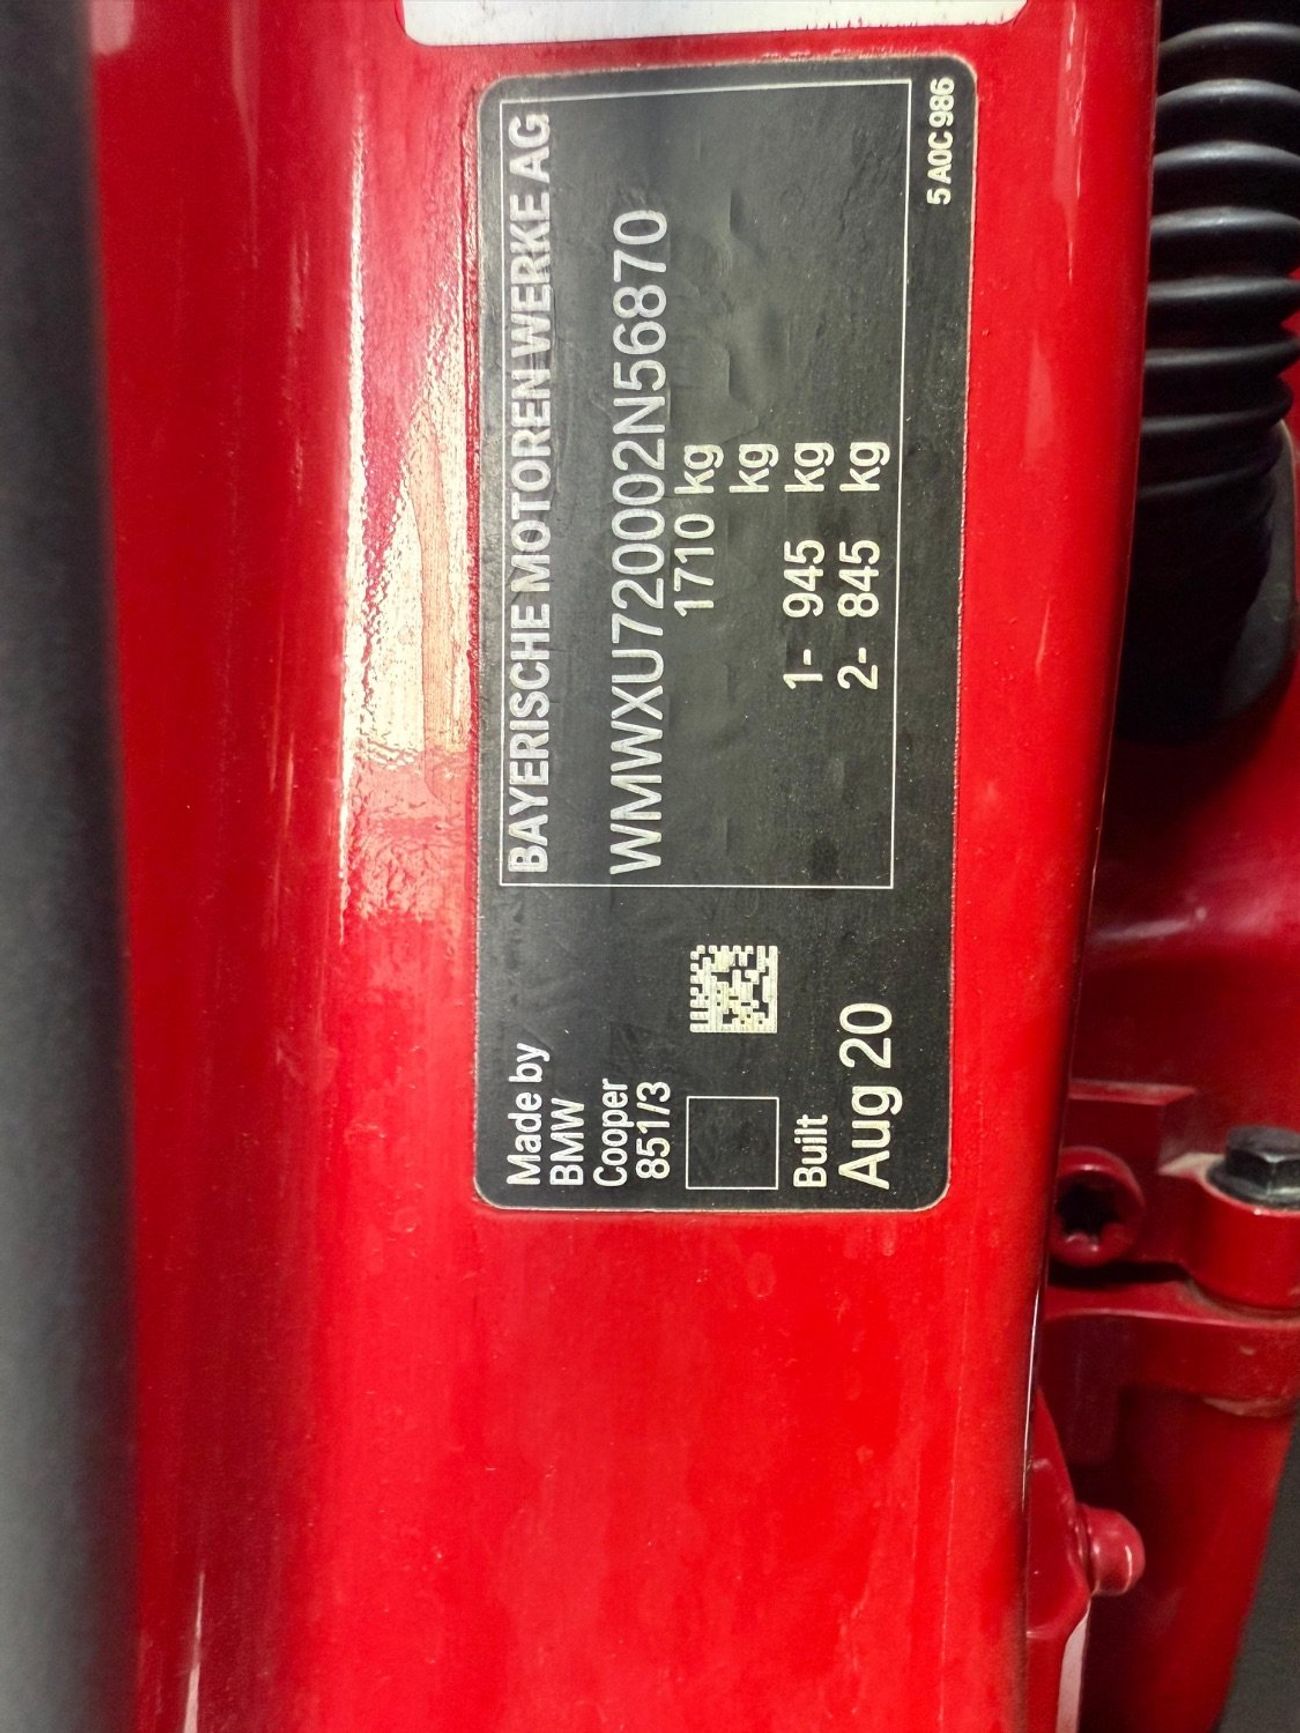 BAYERISCHE MOTOREN WERKE AG
WMWXU720002N56870
1710 kg
kg
1- 945 kg
2- 845 kg
5 A0C 986
Made by
BMW
Cooper
851/3
Built
Aug 20